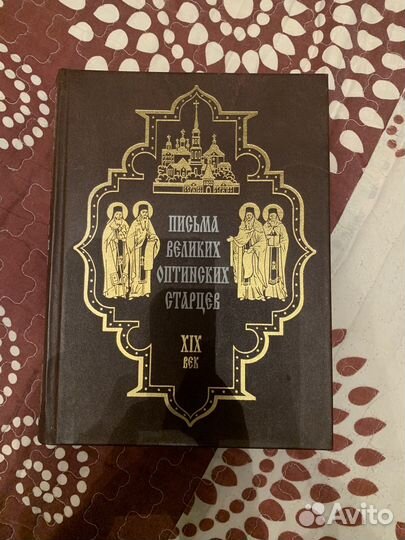 ПИСЬМА
ВЕЛИКИХ
ОПТИНСКИХ
СТАРЦЕВ
XIX
ВЕК
Avito